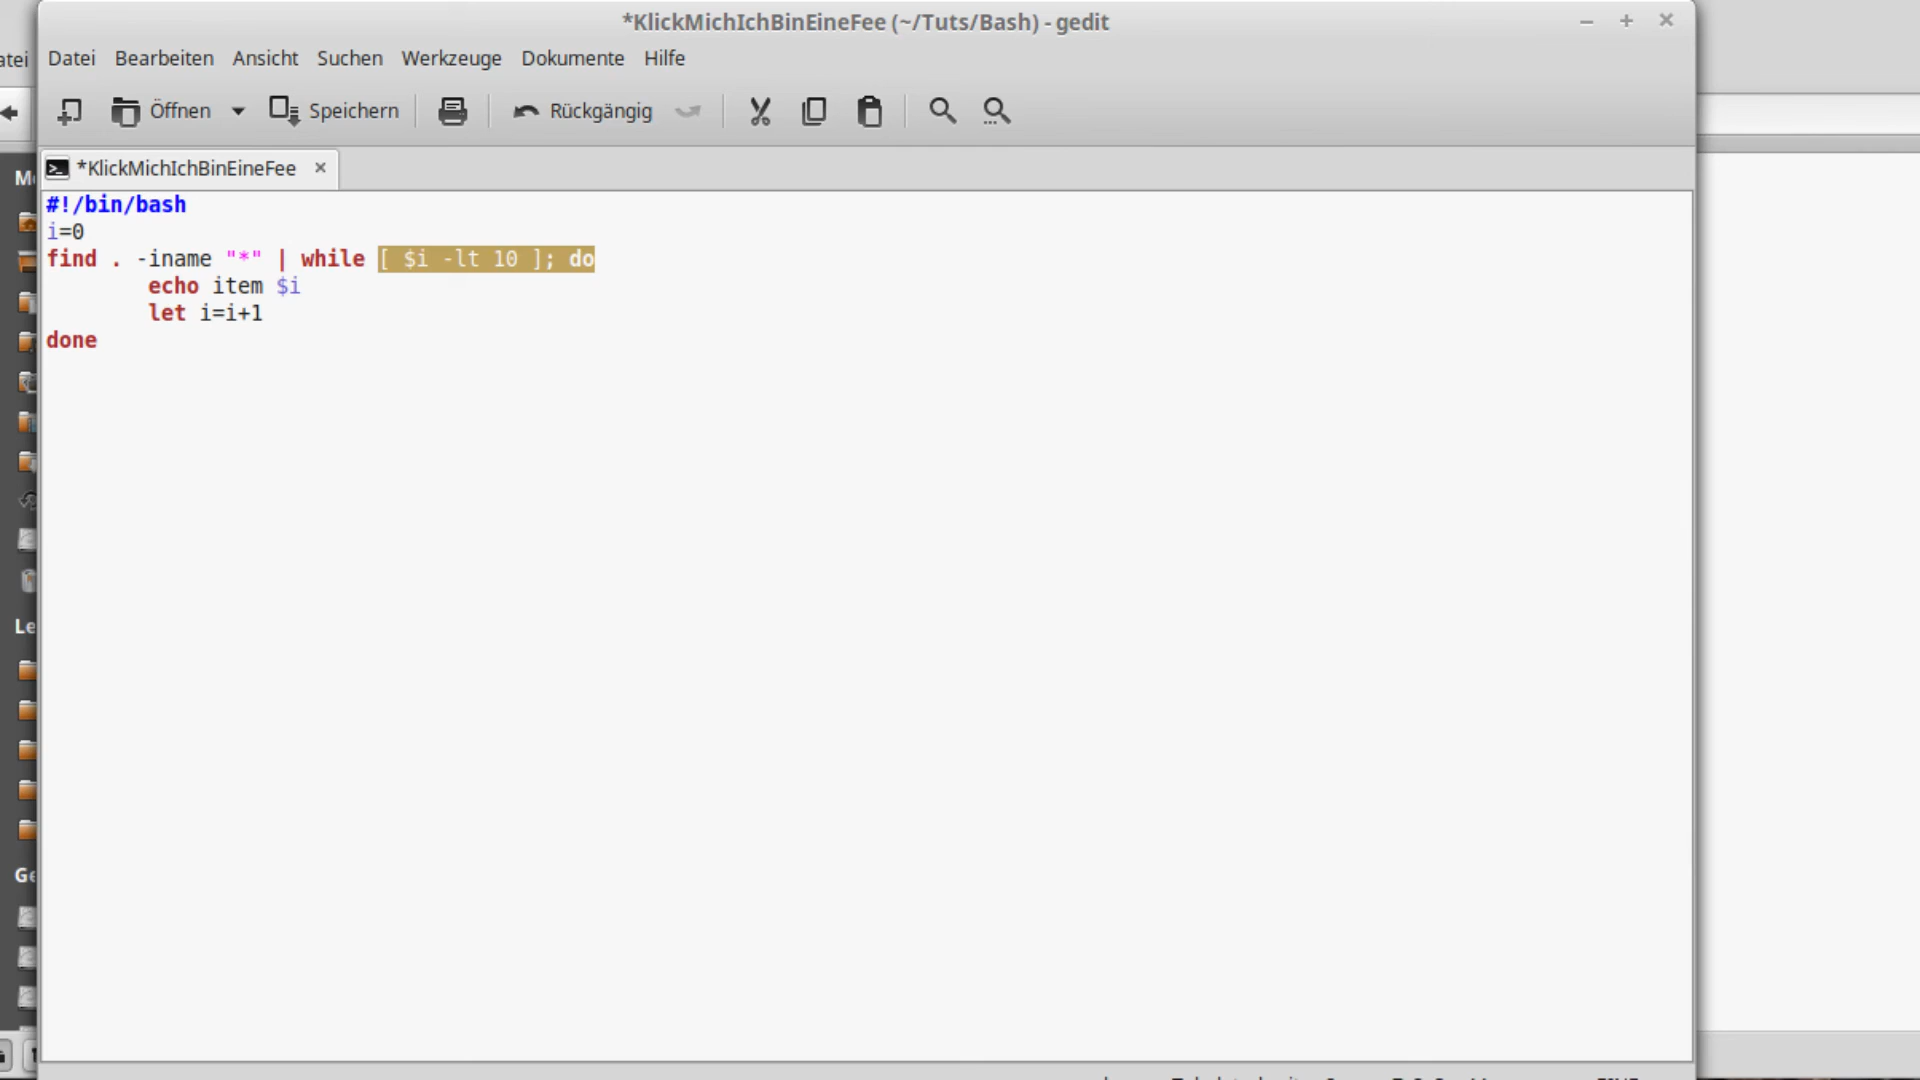 *KlickMichIchBinEineFee (~/Tuts/Bash) - gedit
Datei Bearbeiten Ansicht Suchen Werkzeuge Dokumente Hilfe
Öffnen Speichern Rückgängig
*KlickMichIchBinEineFee
#!/bin/bash
i=0
find . -iname "*" | while [ $i -lt 10 ]; do
echo item $i
let i=i+1
done